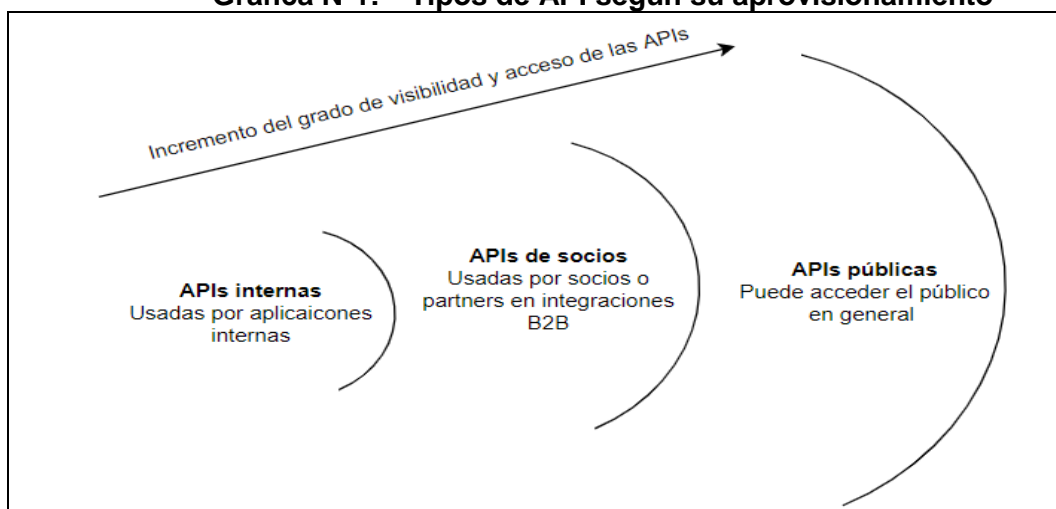 Gráfica N°1. Tipos de API según su aprovisionamiento
Incremento del grado de visibilidad y acceso de las APIs
APIs internas
Usadas por aplicaicones
internas
APIs de socios
Usadas por socios o
partners en integraciones
B2B
APIs públicas
Puede acceder el público
en general